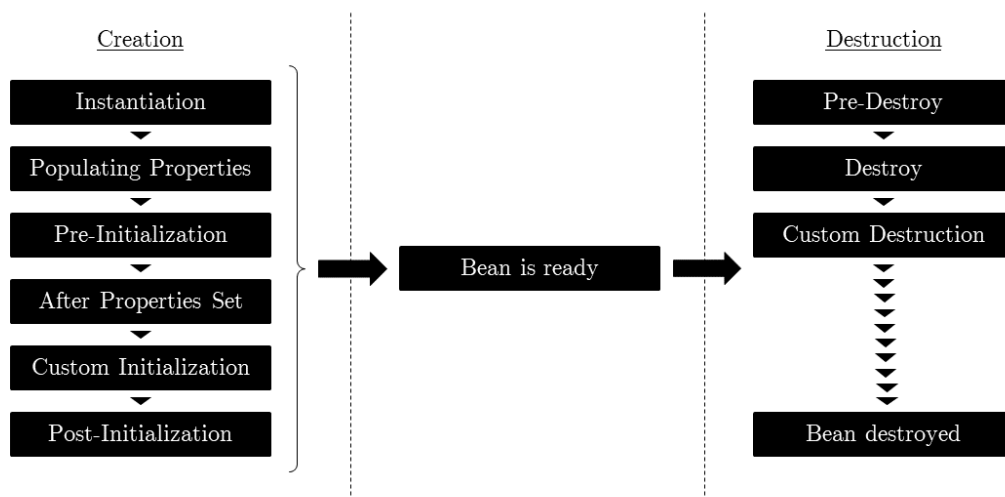 Creation
Instantiation
Populating Properties
Pre-Initialization
After Properties Set
Custom Initialization
Post-Initialization
Bean is ready
Destruction
Pre-Destroy
Destroy
Custom Destruction
Bean destroyed